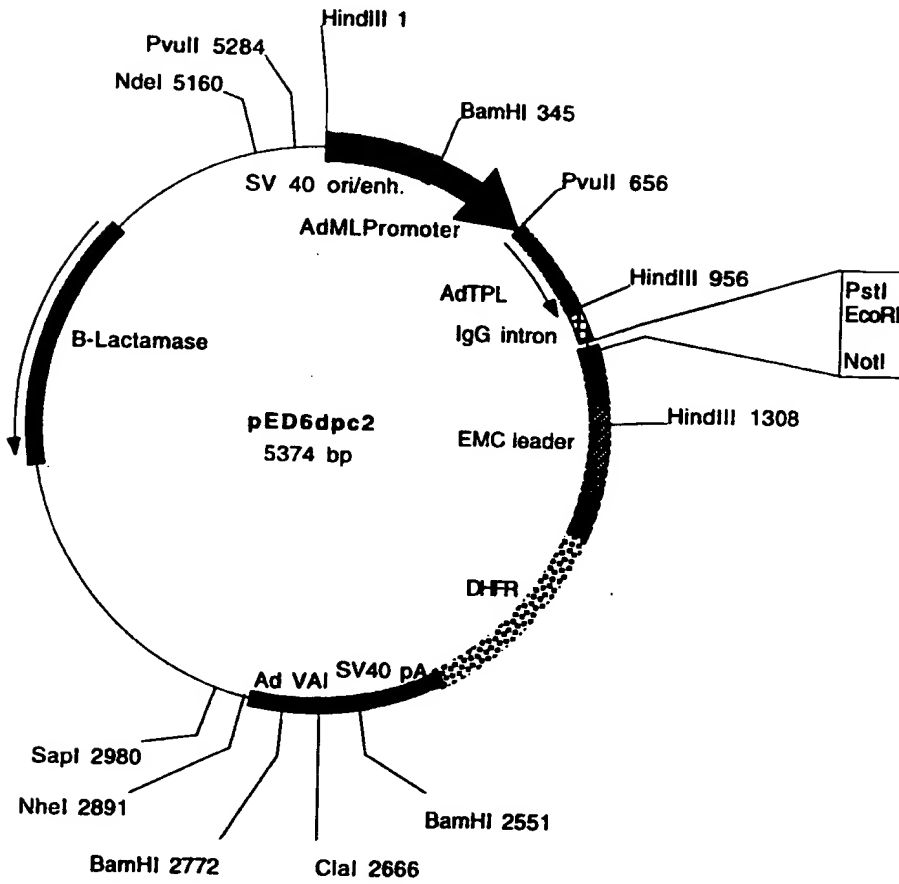 HindIII 1
PvuII 5284
NdeI 5160
BamHI 345
SV 40 ori/enh.
PvuII 656
AdMLPromoter
HindIII 956
AdTPL
PstI
EcoRI
IgG intron
B-Lactamase
NotI
pED6dpc2
HindIII 1308
5374 bp
EMC leader
DHFR
SV40 pA
Ad VAI
SapI 2980
NheI 2891
BamHI 2551
BamHI 2772
ClaI 2666